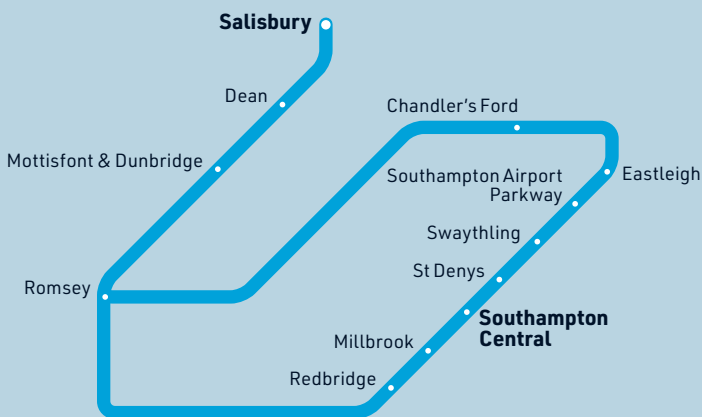 Salisbury
Dean
Chandler's Ford
Mottisfont & Dunbridge
Southampton Airport
Parkway
Eastleigh
Swaythling
St Denys
Romsey
Southampton
Central
Millbrook
Redbridge